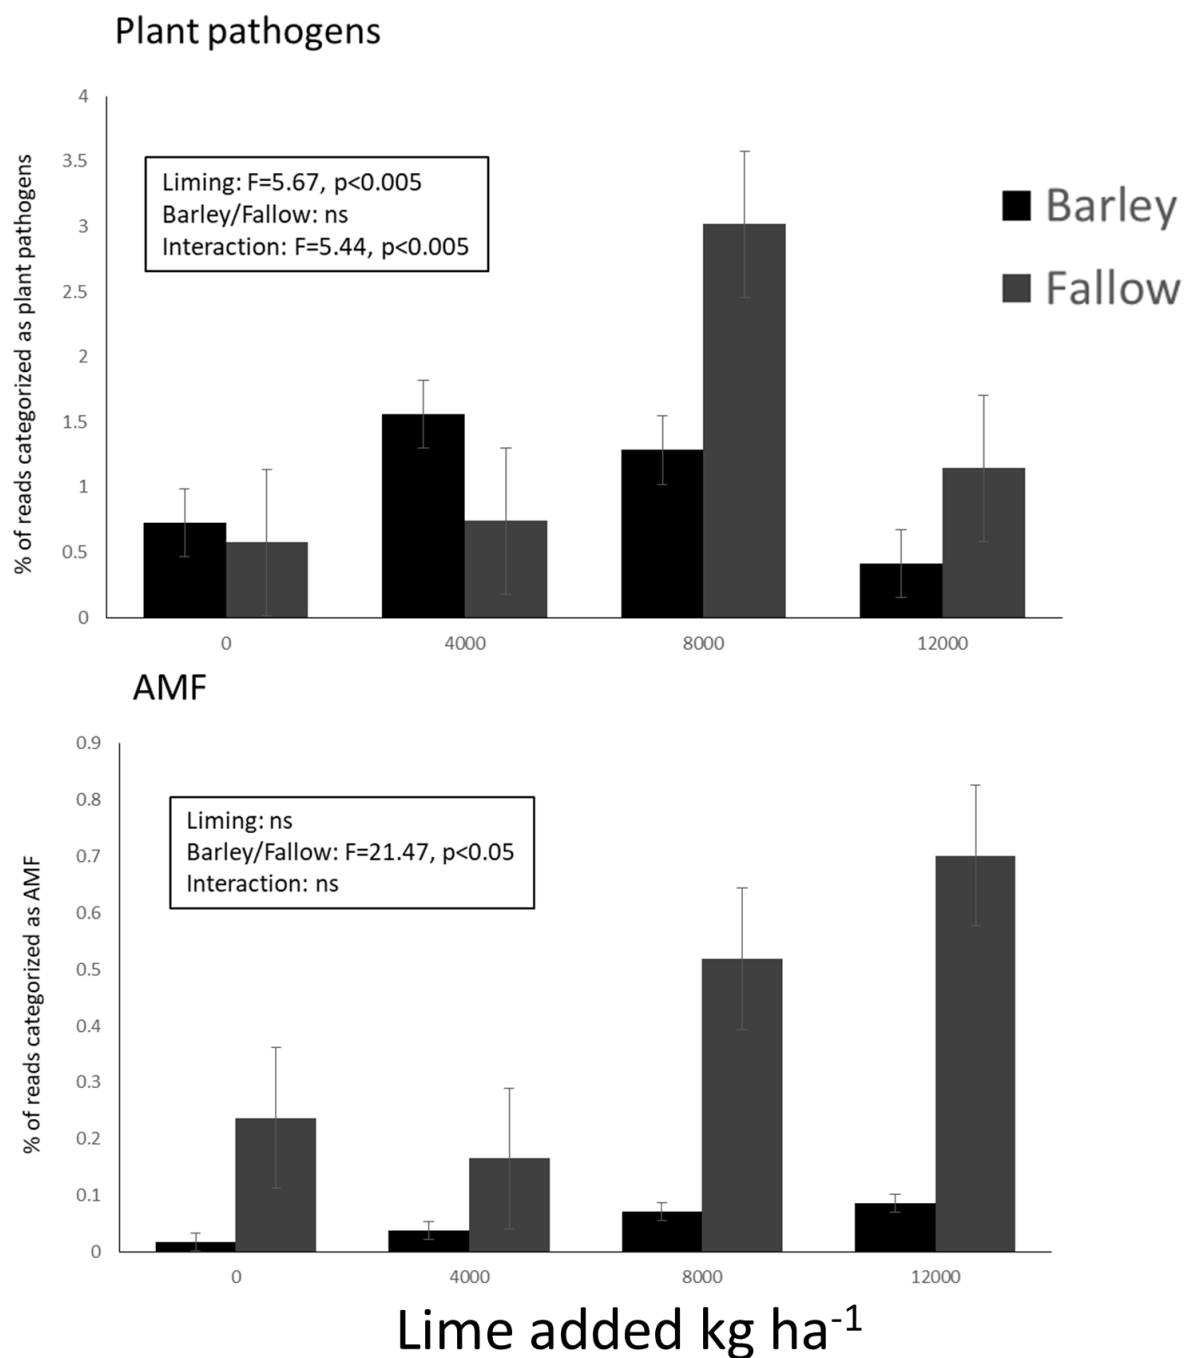 Plant pathogens
% of reads categorized as plant pathogens
4
3.5
3
2.5
2
1.5
1
0.5
0
Liming: F=5.67, p<0.005
Barley/Fallow: ns
Interaction: F=5.44, p<0.005
Barley
Fallow
0 4000 8000 12000
AMF
% of reads categorized as AMF
0.9
0.8
0.7
0.6
0.5
0.4
0.3
0.2
0.1
0
Liming: ns
Barley/Fallow: F=21.47, p<0.05
Interaction: ns
0 4000 8000 12000
Lime added kg ha⁻¹